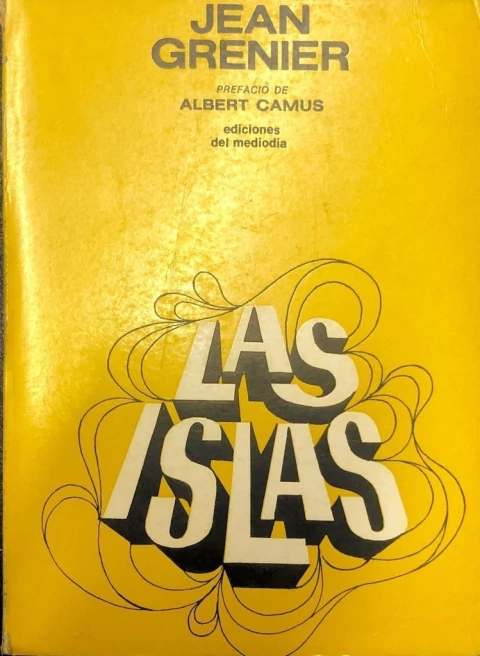 JEAN
GRENIER
PREFACIO DE
ALBERT CAMUS
ediciones
del mediodia
LAS
ISLAS